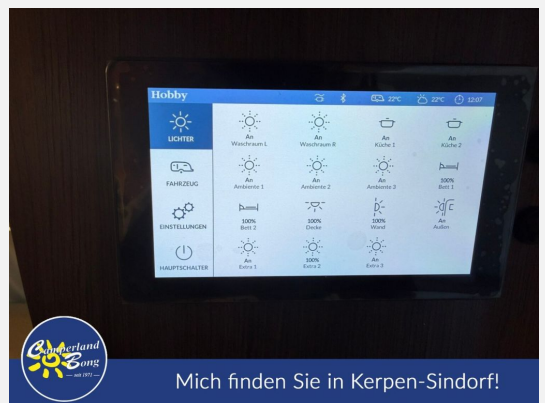 Hobby
22°C
22°C
12:07
LICHTER
An
Waschraum L
An
Waschraum R
An
Küche 1
An
Küche 2
FAHRZEUG
An
Ambiente 1
An
Ambiente 2
An
Ambiente 3
100%
Bett 1
EINSTELLUNGEN
100%
Bett 2
100%
Decke
100%
Wand
An
Außen
HAUPTSCHALTER
An
Extra 1
100%
Extra 2
An
Extra 3
Camperland
Bong
seit 1971
Mich finden Sie in Kerpen-Sindorf!